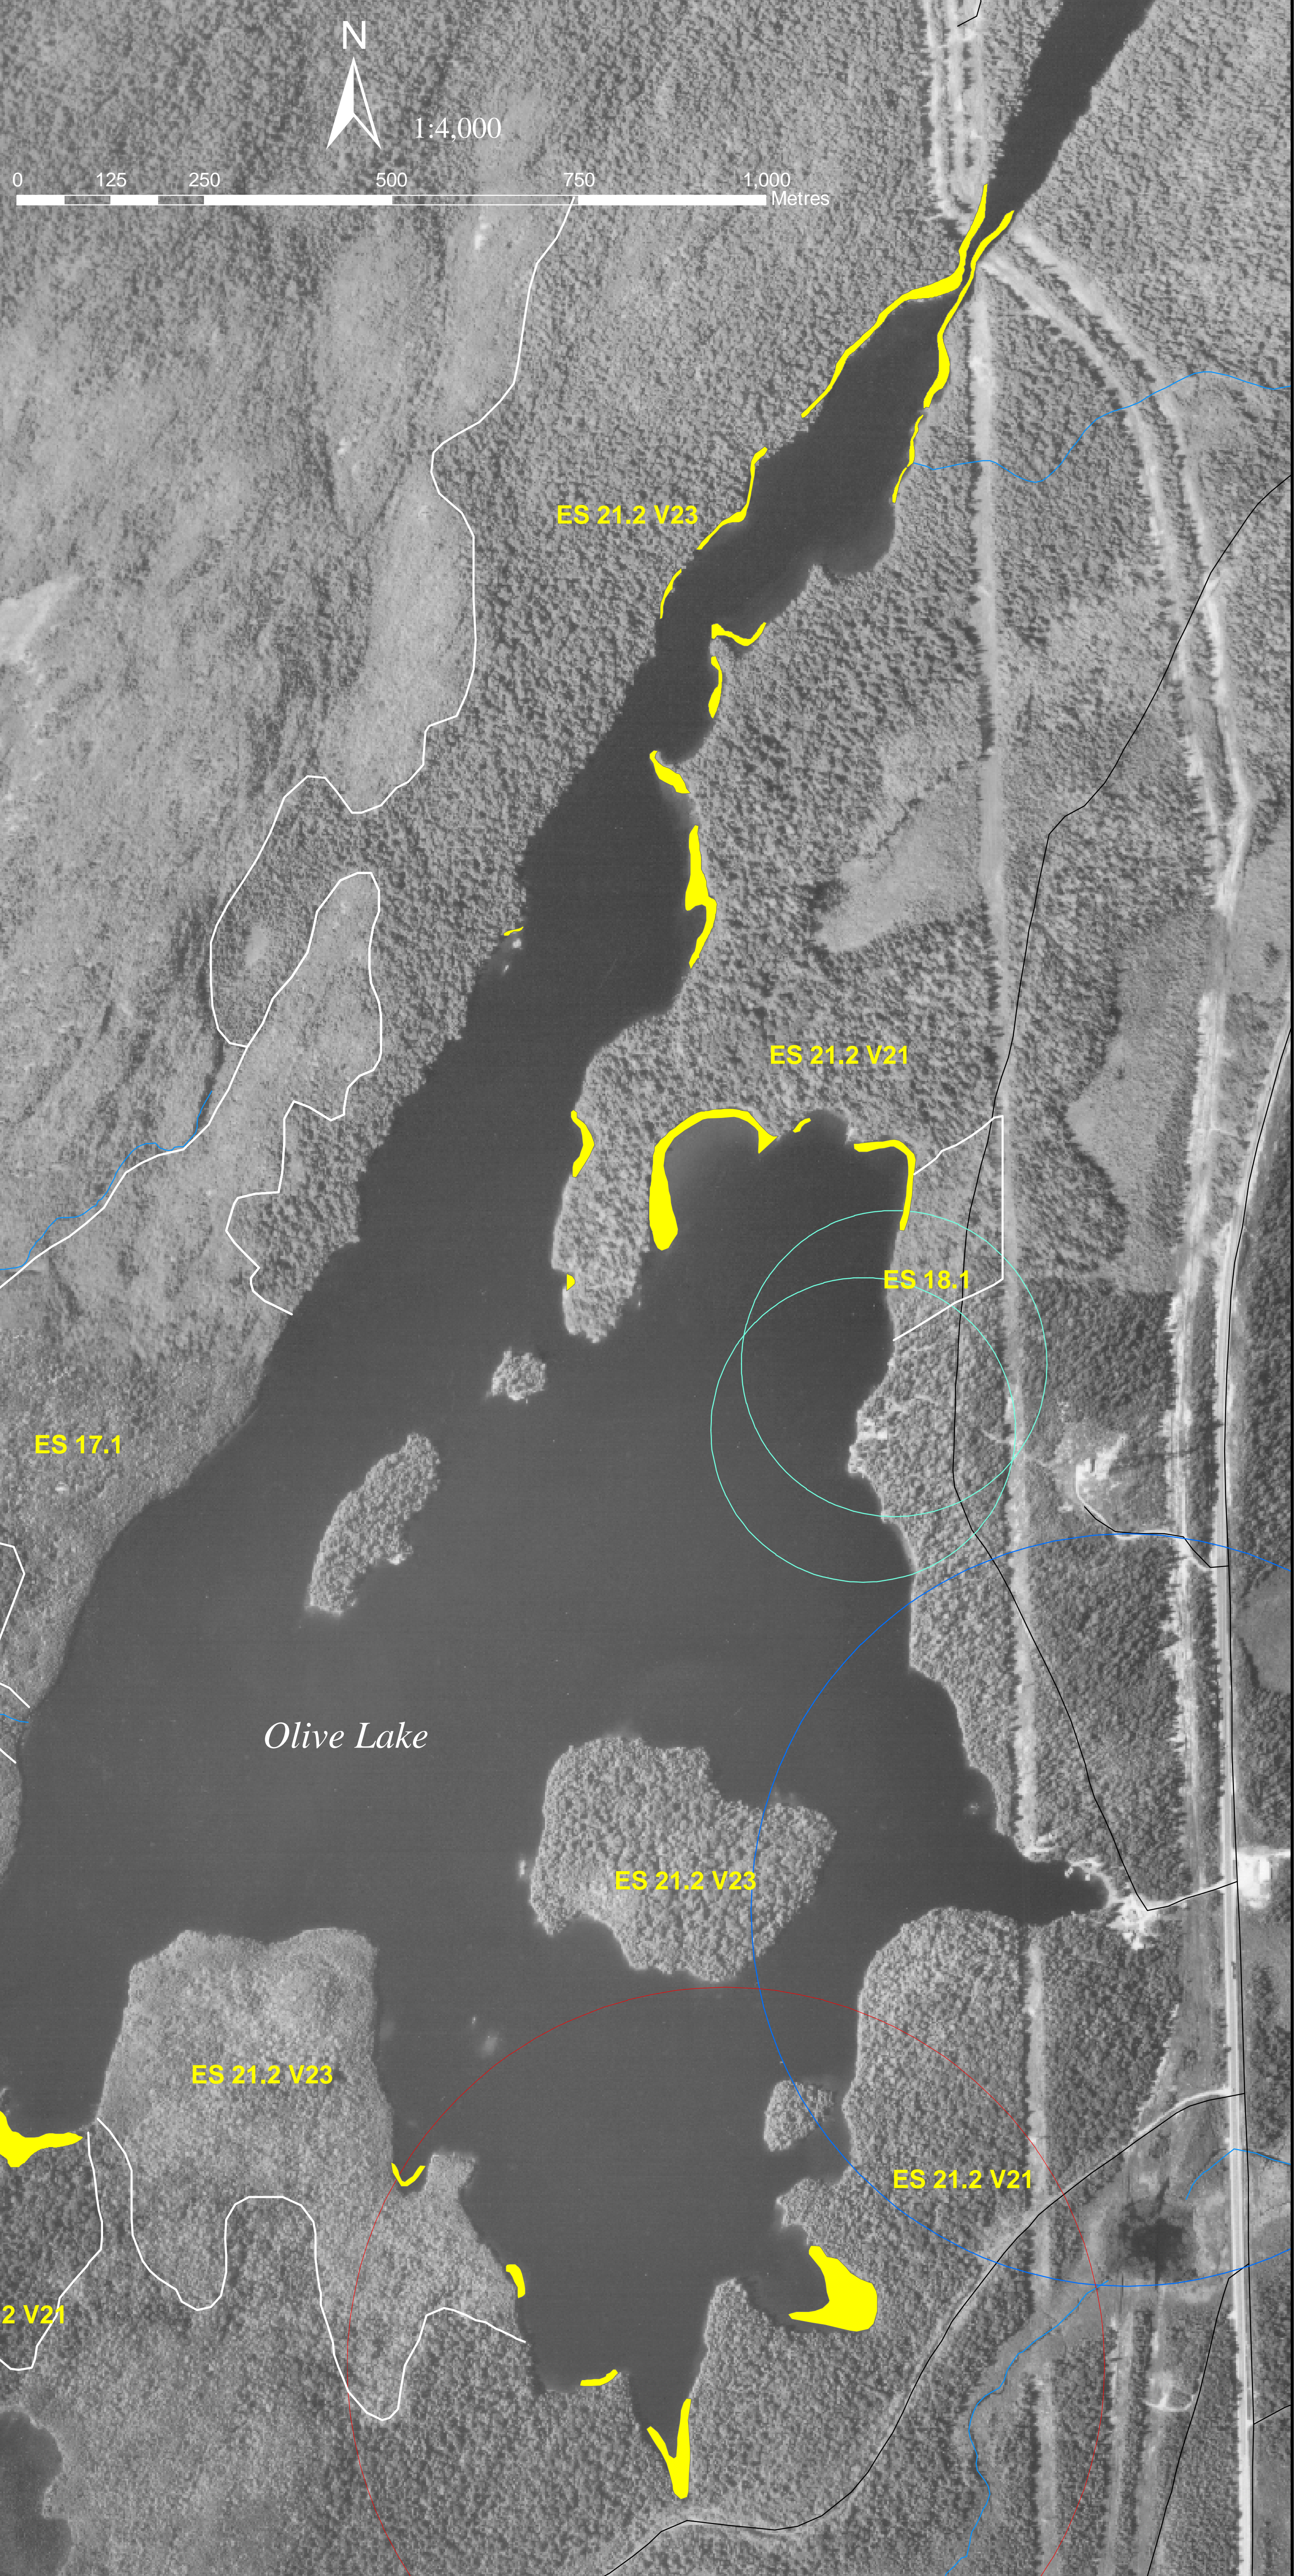 N
1:4,000
0 125 250 500 750 1,000
Metres
ES 21.2 V23
ES 21.2 V21
ES 18.1
ES 17.1
Olive Lake
ES 21.2 V23
ES 21.2 V23
ES 21.2 V21
2 V21